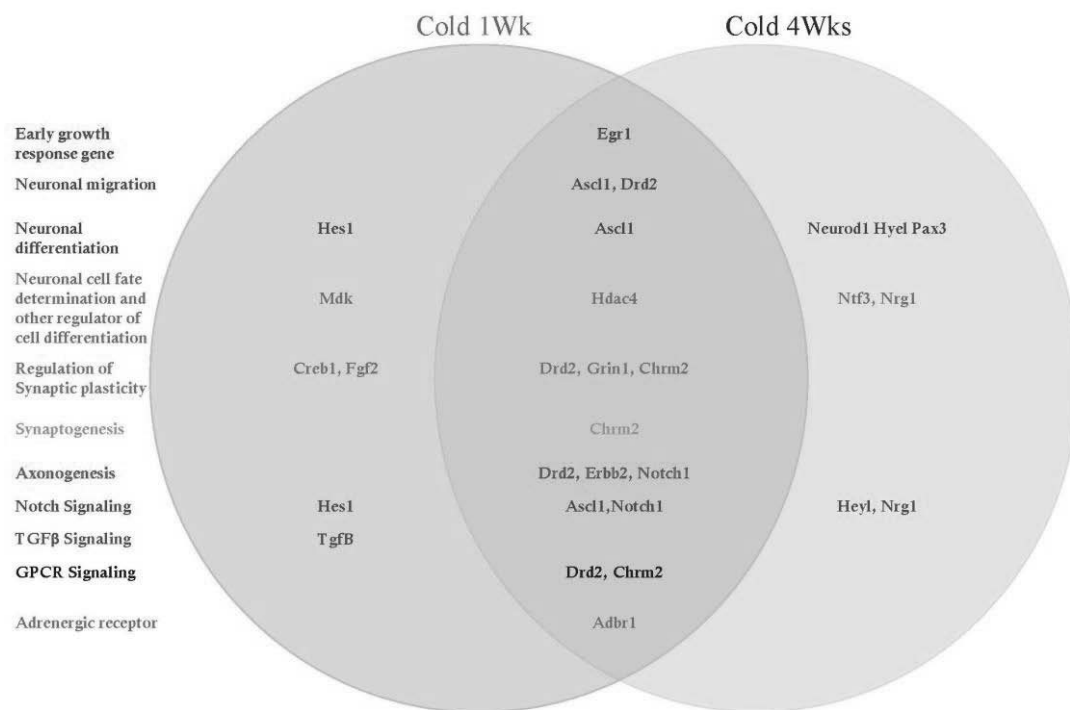 Cold 1Wk Cold 4Wks
Early growth
response gene Egr1
Neuronal migration Ascl1, Drd2
Neuronal
differentiation Hes1 Ascl1 Neurod1 Hyel Pax3
Neuronal cell fate
determination and
other regulator of
cell differentiation Mdk Hdac4 Ntf3, Nrg1
Regulation of
Synaptic plasticity Creb1, Fgf2 Drd2, Grin1, Chrm2
Synaptogenesis Chrm2
Axonogenesis Drd2, Erbb2, Notch1
Notch Signaling Hes1 Ascl1,Notch1 Heyl, Nrg1
TGFβ Signaling TgfB
GPCR Signaling Drd2, Chrm2
Adrenergic receptor Adbr1